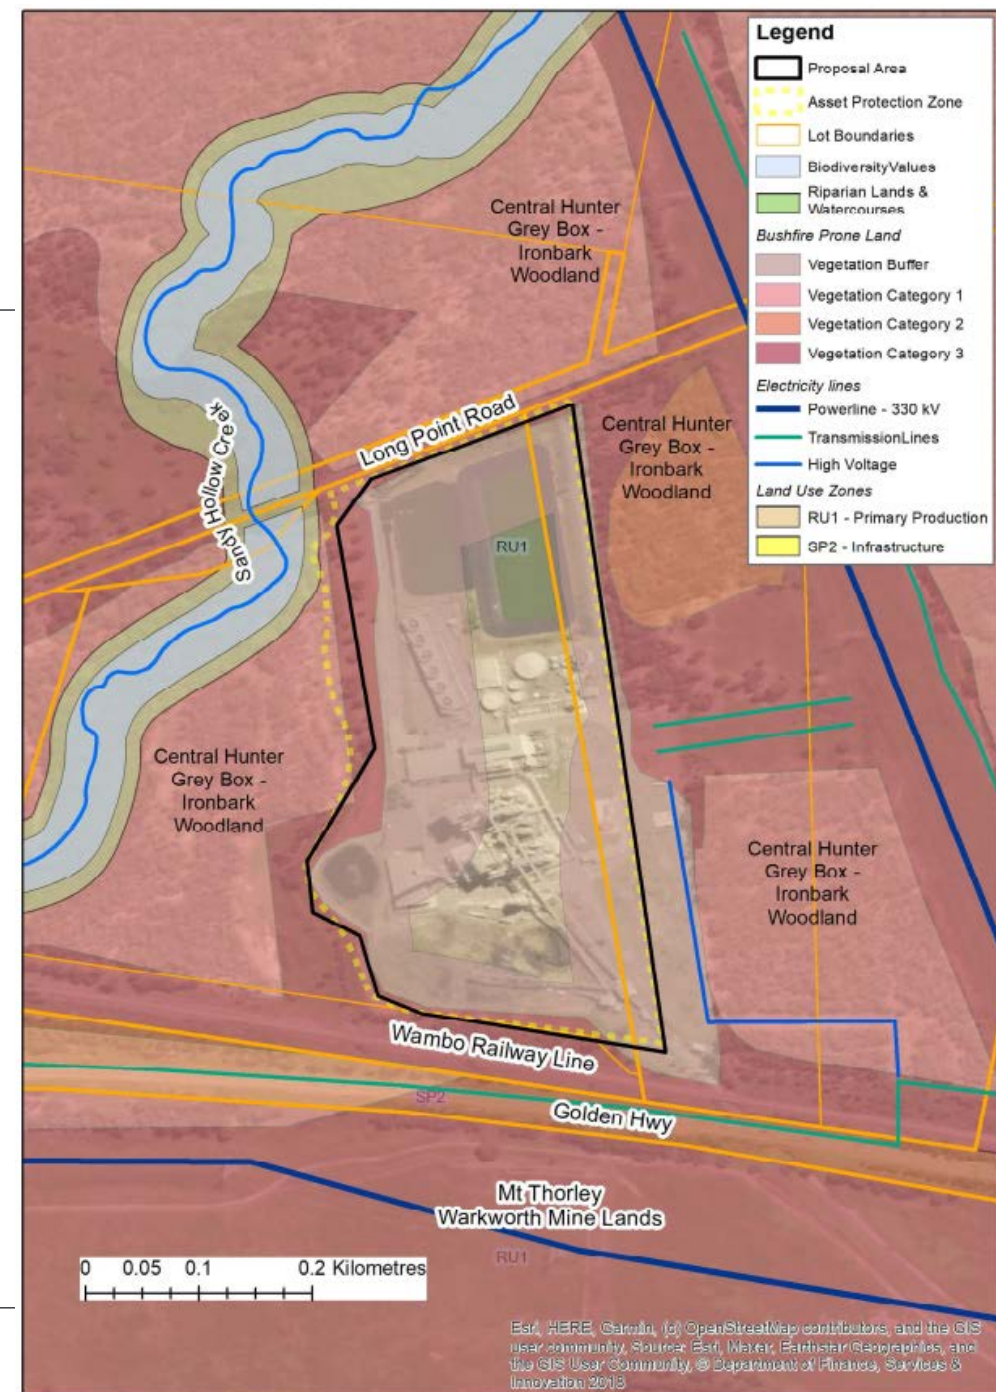 Legend
Proposal Area
Asset Protection Zone
Lot Boundaries
BiodiversityValues
Riparian Lands &
Watercourses
Bushfire Prone Land
Vegetation Buffer
Vegetation Category 1
Vegetation Category 2
Vegetation Category 3
Electricity lines
Powerline - 330 kV
TransmissionLines
High Voltage
Land Use Zones
RU1 - Primary Production
SP2 - Infrastructure
Central Hunter
Grey Box -
Ironbark
Woodland
Long Point Road
Sandy Hollow Creek
Central Hunter
Grey Box -
Ironbark
Woodland
RU1
Central Hunter
Grey Box -
Ironbark
Woodland
Central Hunter
Grey Box -
Ironbark
Woodland
Wambo Railway Line
SP2
Golden Hwy
Mt Thorley
Warkworth Mine Lands
RU1
0 0.05 0.1 0.2 Kilometres
Esri, HERE, Garmin, (c) OpenStreetMap contributors, and the GIS
user community, Source: Esri, Maxar, Earthstar Geographics, and
the GIS User Community, © Department of Finance, Services &
Innovation 2018